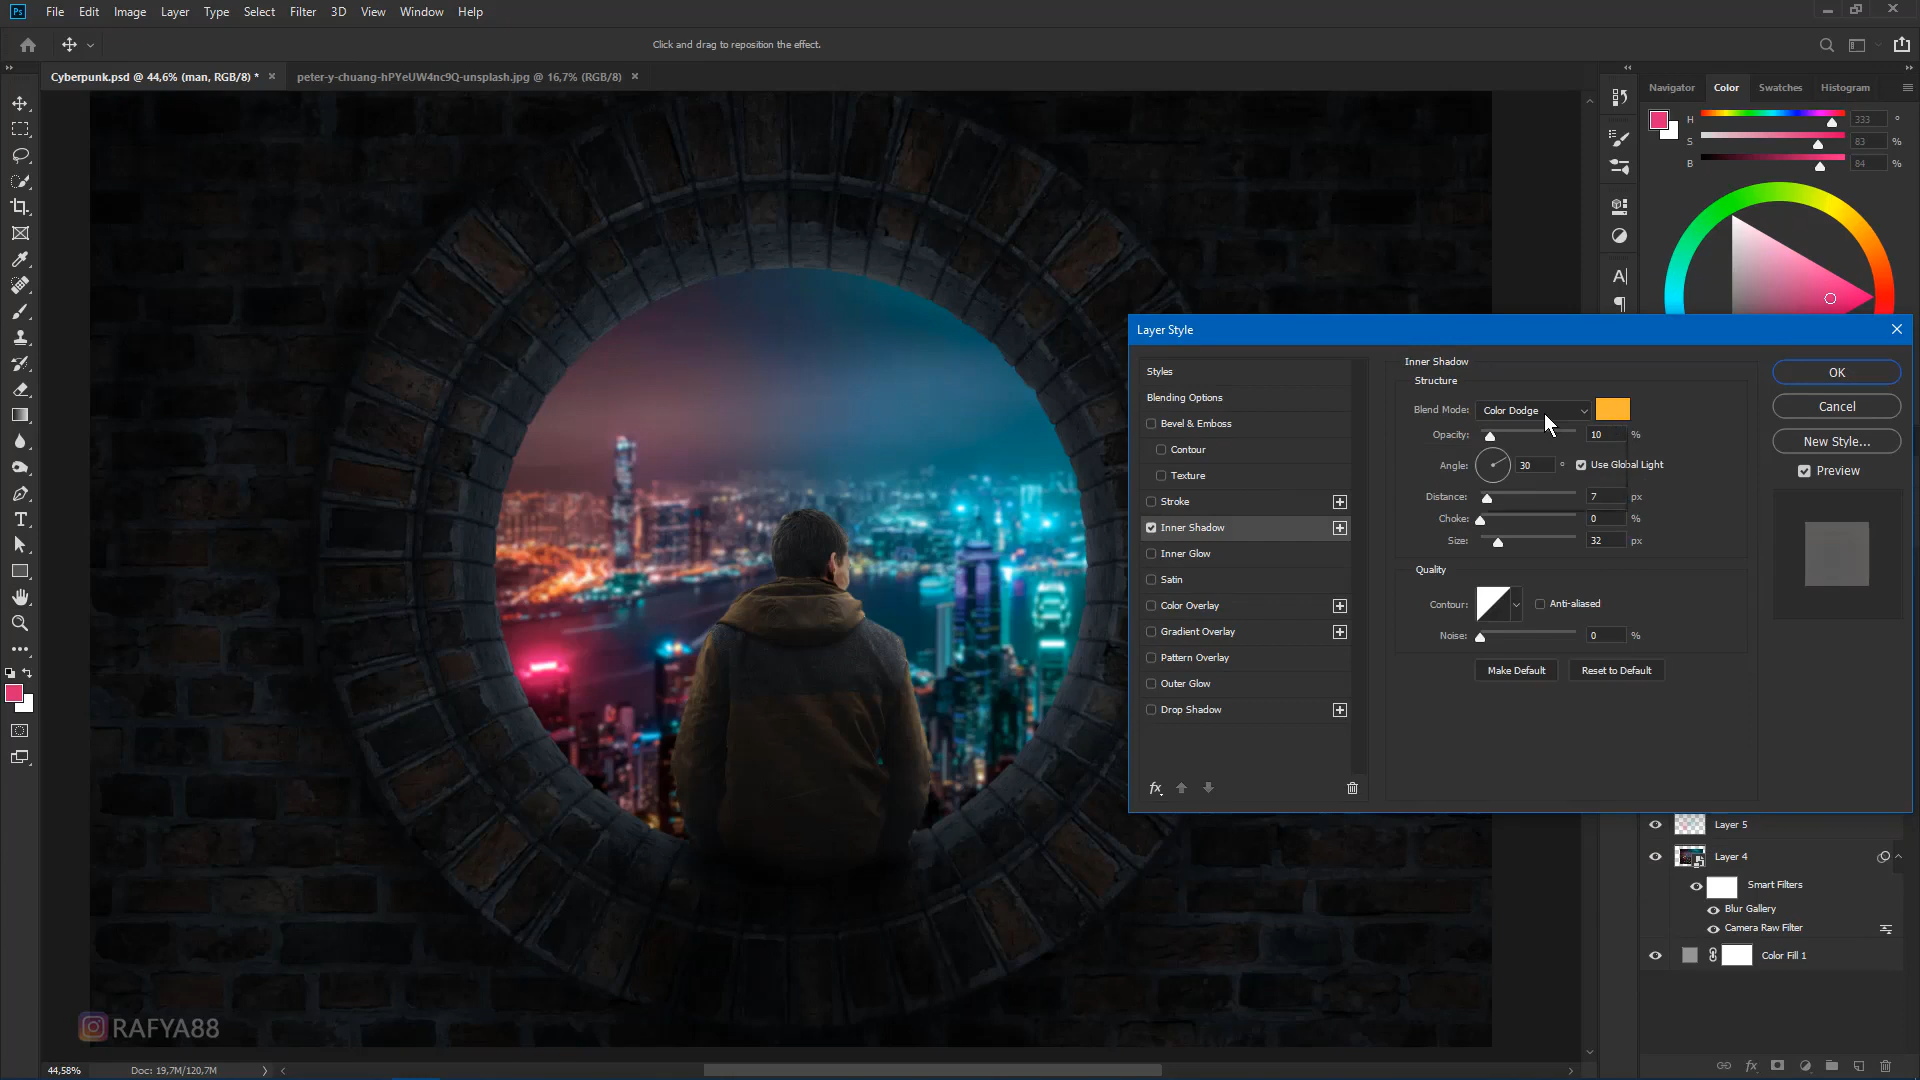 Ps File Edit Image Layer Type Select Filter 3D View Window Help
Click and drag to reposition the effect.
Cyberpunk.psd @ 44,6% (man, RGB/8) * × peter-y-chuang-hPYeUW4nc9Q-unsplash.jpg @ 16,7% (RGB/8) ×
Navigator Color Swatches Histogram
H 333 °
S 83 %
B 84 %
Layer Style
Styles
Blending Options
Bevel & Emboss
Contour
Texture
Stroke
Inner Shadow
Inner Glow
Satin
Color Overlay
Gradient Overlay
Pattern Overlay
Outer Glow
Drop Shadow
fx
Inner Shadow
Structure
Blend Mode: Color Dodge
Opacity: 10 %
Angle: 30 ° Use Global Light
Distance: 7 px
Choke: 0 %
Size: 32 px
Quality
Contour: Anti-aliased
Noise: 0 %
Make Default Reset to Default
OK
Cancel
New Style...
Preview
Layer 5
Layer 4
Smart Filters
Blur Gallery
Camera Raw Filter
Color Fill 1
fx
RAFYA88
44,58% Doc: 19,7M/120,7M